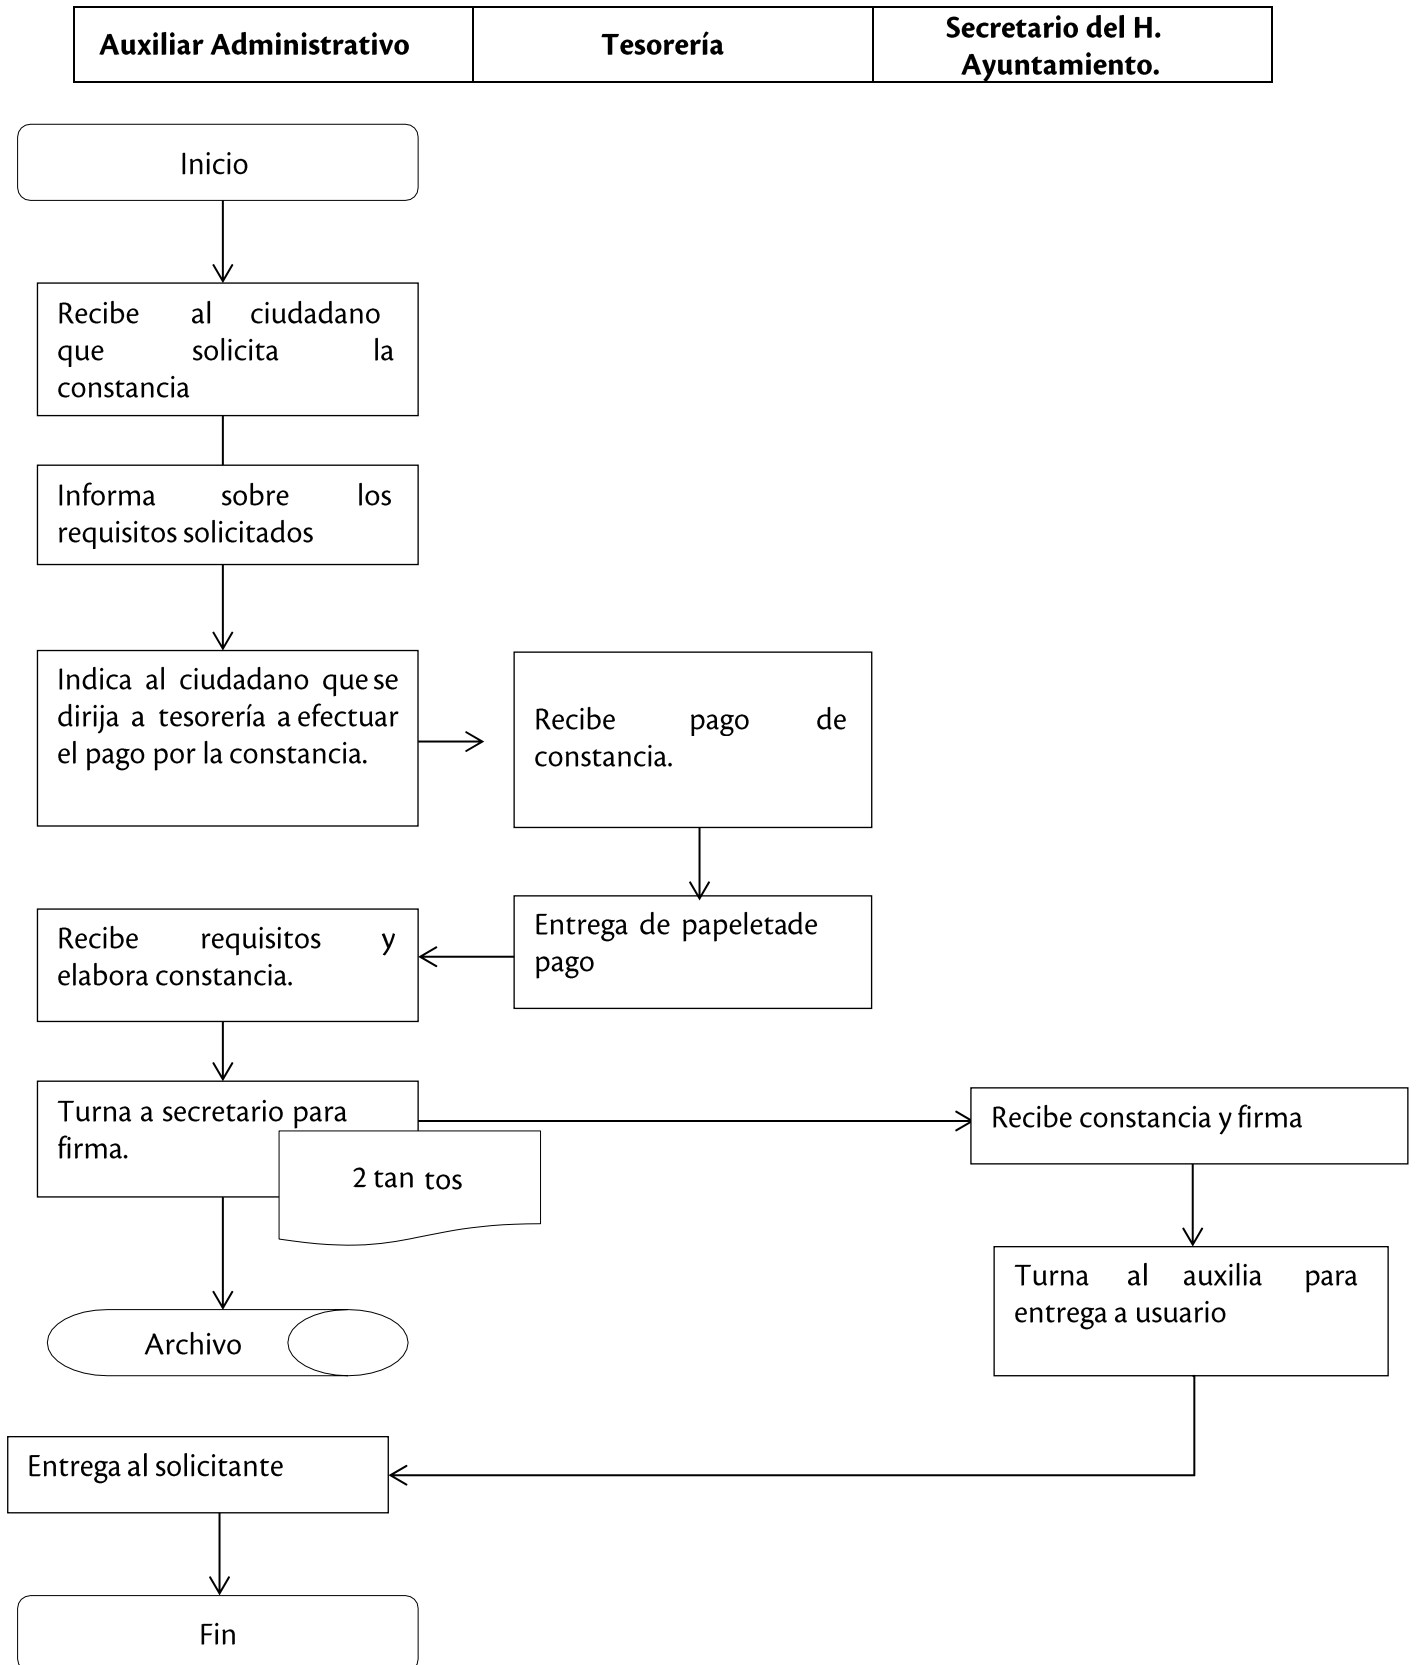 Auxiliar Administrativo
Tesorería
Secretario del H.
Ayuntamiento.
Inicio
Recibe al ciudadano
que solicita la
constancia
Informa sobre los
requisitos solicitados
Indica al ciudadano que se
dirija a tesorería a efectuar
el pago por la constancia.
Recibe pago de
constancia.
Entrega de papeletade
pago
Recibe requisitos y
elabora constancia.
Turna a secretario para
firma.
2 tan tos
Recibe constancia y firma
Turna al auxilia para
entrega a usuario
Archivo
Entrega al solicitante
Fin